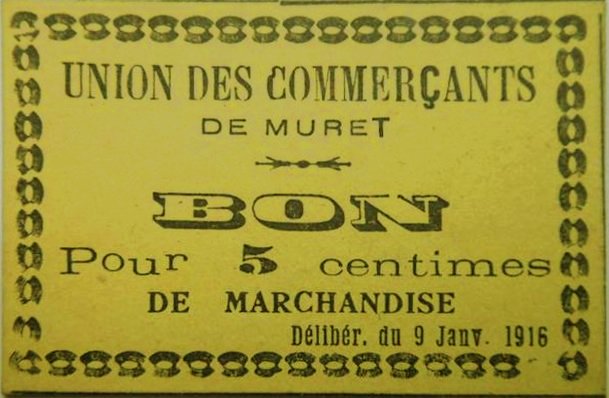 UNION DES COMMERÇANTS
DE MURET
BON
Pour 5 centimes
DE MARCHANDISE
Délibér. du 9 Janv. 1916